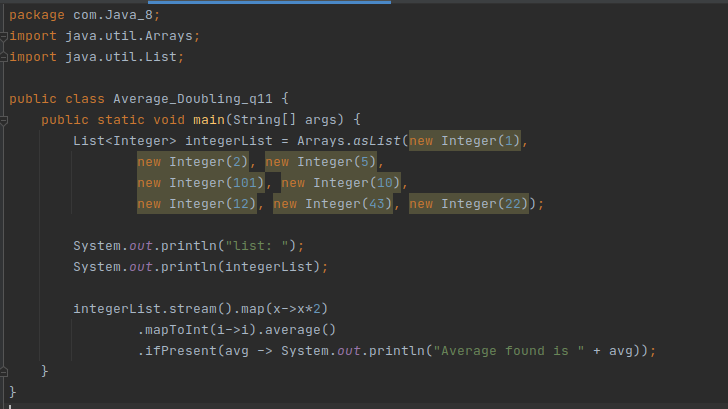 package com.Java_8;
import java.util.Arrays;
import java.util.List;

public class Average_Doubling_q11 {
    public static void main(String[] args) {
        List<Integer> integerList = Arrays.asList(new Integer(1),
                new Integer(2), new Integer(5),
                new Integer(101), new Integer(10),
                new Integer(12), new Integer(43), new Integer(22));

        System.out.println("list: ");
        System.out.println(integerList);

        integerList.stream().map(x->x*2)
                .mapToInt(i->i).average()
                .ifPresent(avg -> System.out.println("Average found is " + avg));
    }
}